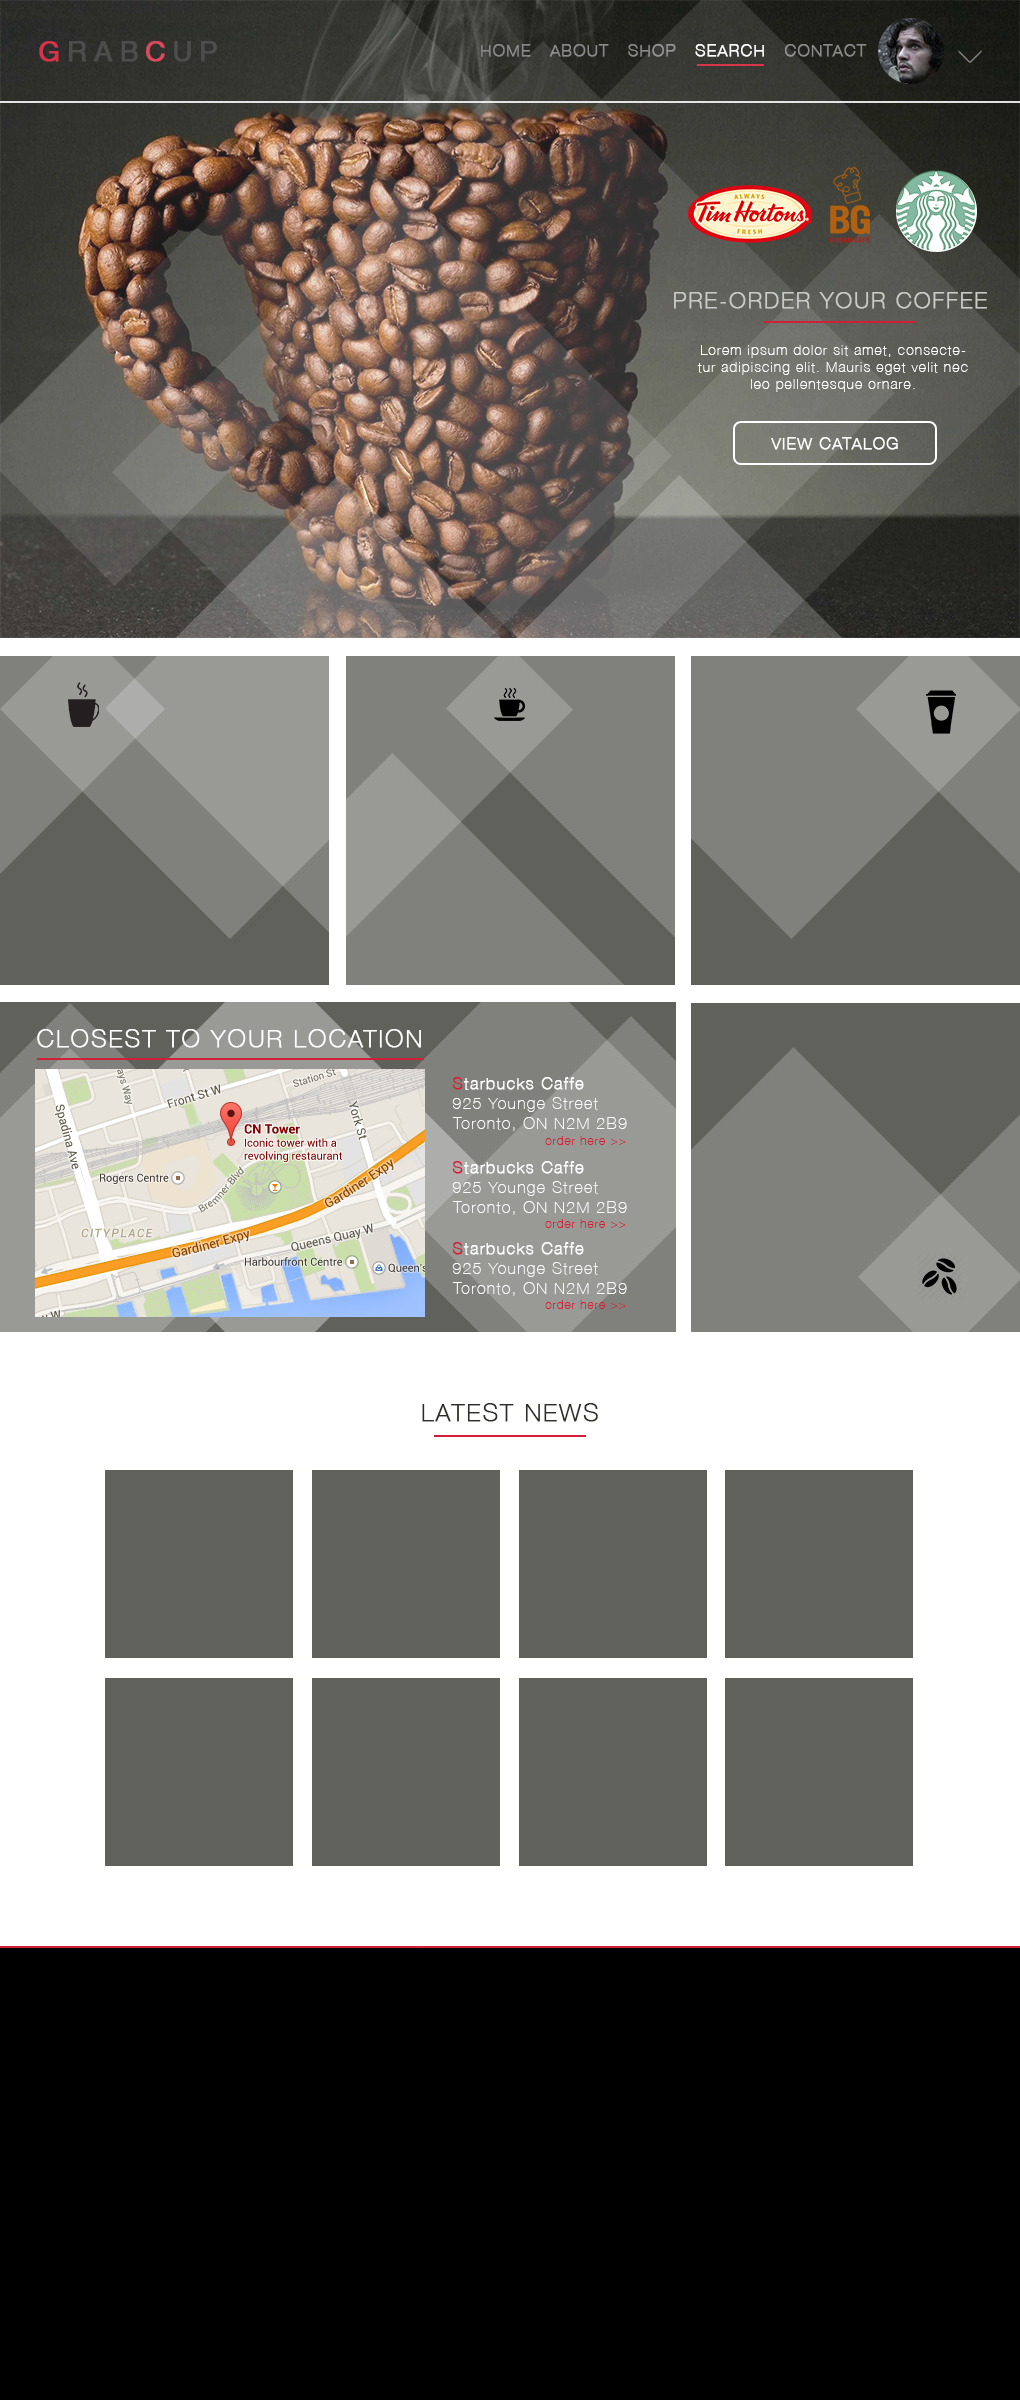 GRABCUP
HOME ABOUT SHOP SEARCH CONTACT
ALWAYS
Tim Hortons.
FRESH
BG
PRE-ORDER YOUR COFFEE
Lorem ipsum dolor sit amet, consecte-
tur adipiscing elit. Mauris eget velit nec
leo pellentesque ornare.
VIEW CATALOG
CLOSEST TO YOUR LOCATION
Station St
ays Way
Front St W
York St
Spadina Ave
CN Tower
Iconic tower with a
revolving restaurant
Rogers Centre
Bremner Blvd
Gardiner Expy
CITYPLACE
Gardiner Expy
Queens Quay W
Harbourfront Centre
Queen's
W
Starbucks Caffe
925 Younge Street
Toronto, ON N2M 2B9
order here >>
Starbucks Caffe
925 Younge Street
Toronto, ON N2M 2B9
order here >>
Starbucks Caffe
925 Younge Street
Toronto, ON N2M 2B9
order here >>
LATEST NEWS